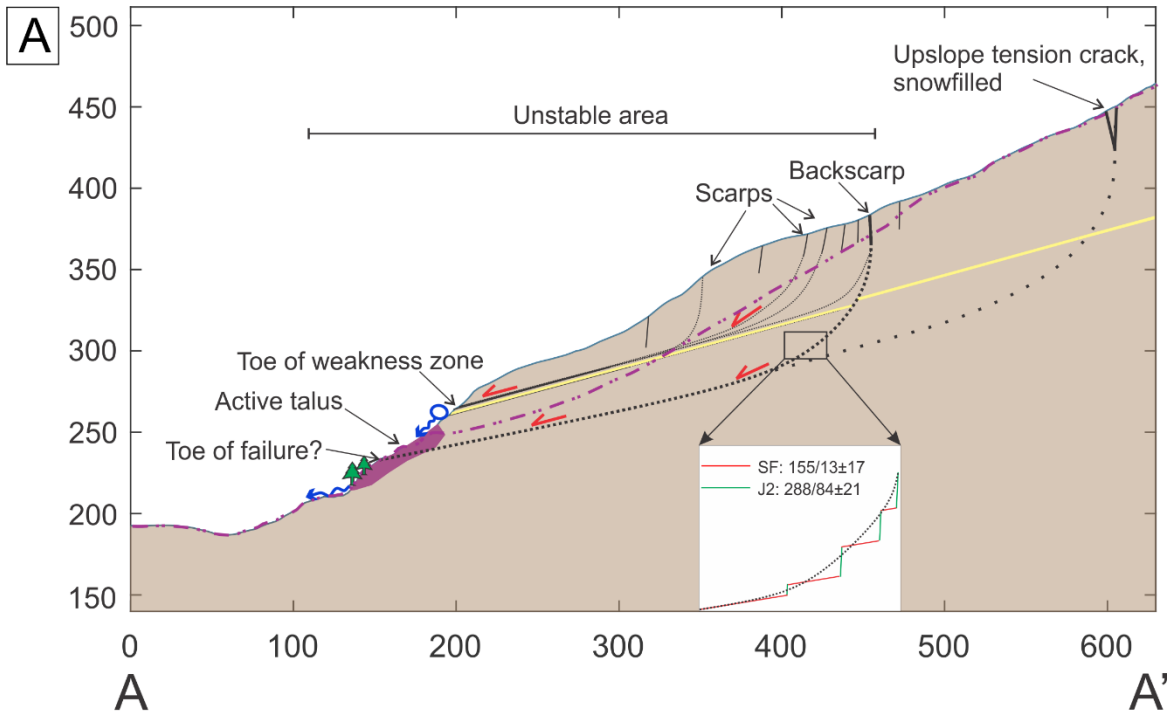 A
500
450
400
350
300
250
200
150
Upslope tension crack,
snowfilled
Unstable area
Backscarp
Scarps
Toe of weakness zone
Active talus
Toe of failure?
SF: 155/13±17
J2: 288/84±21
0 100 200 300 400 500 600
A A’